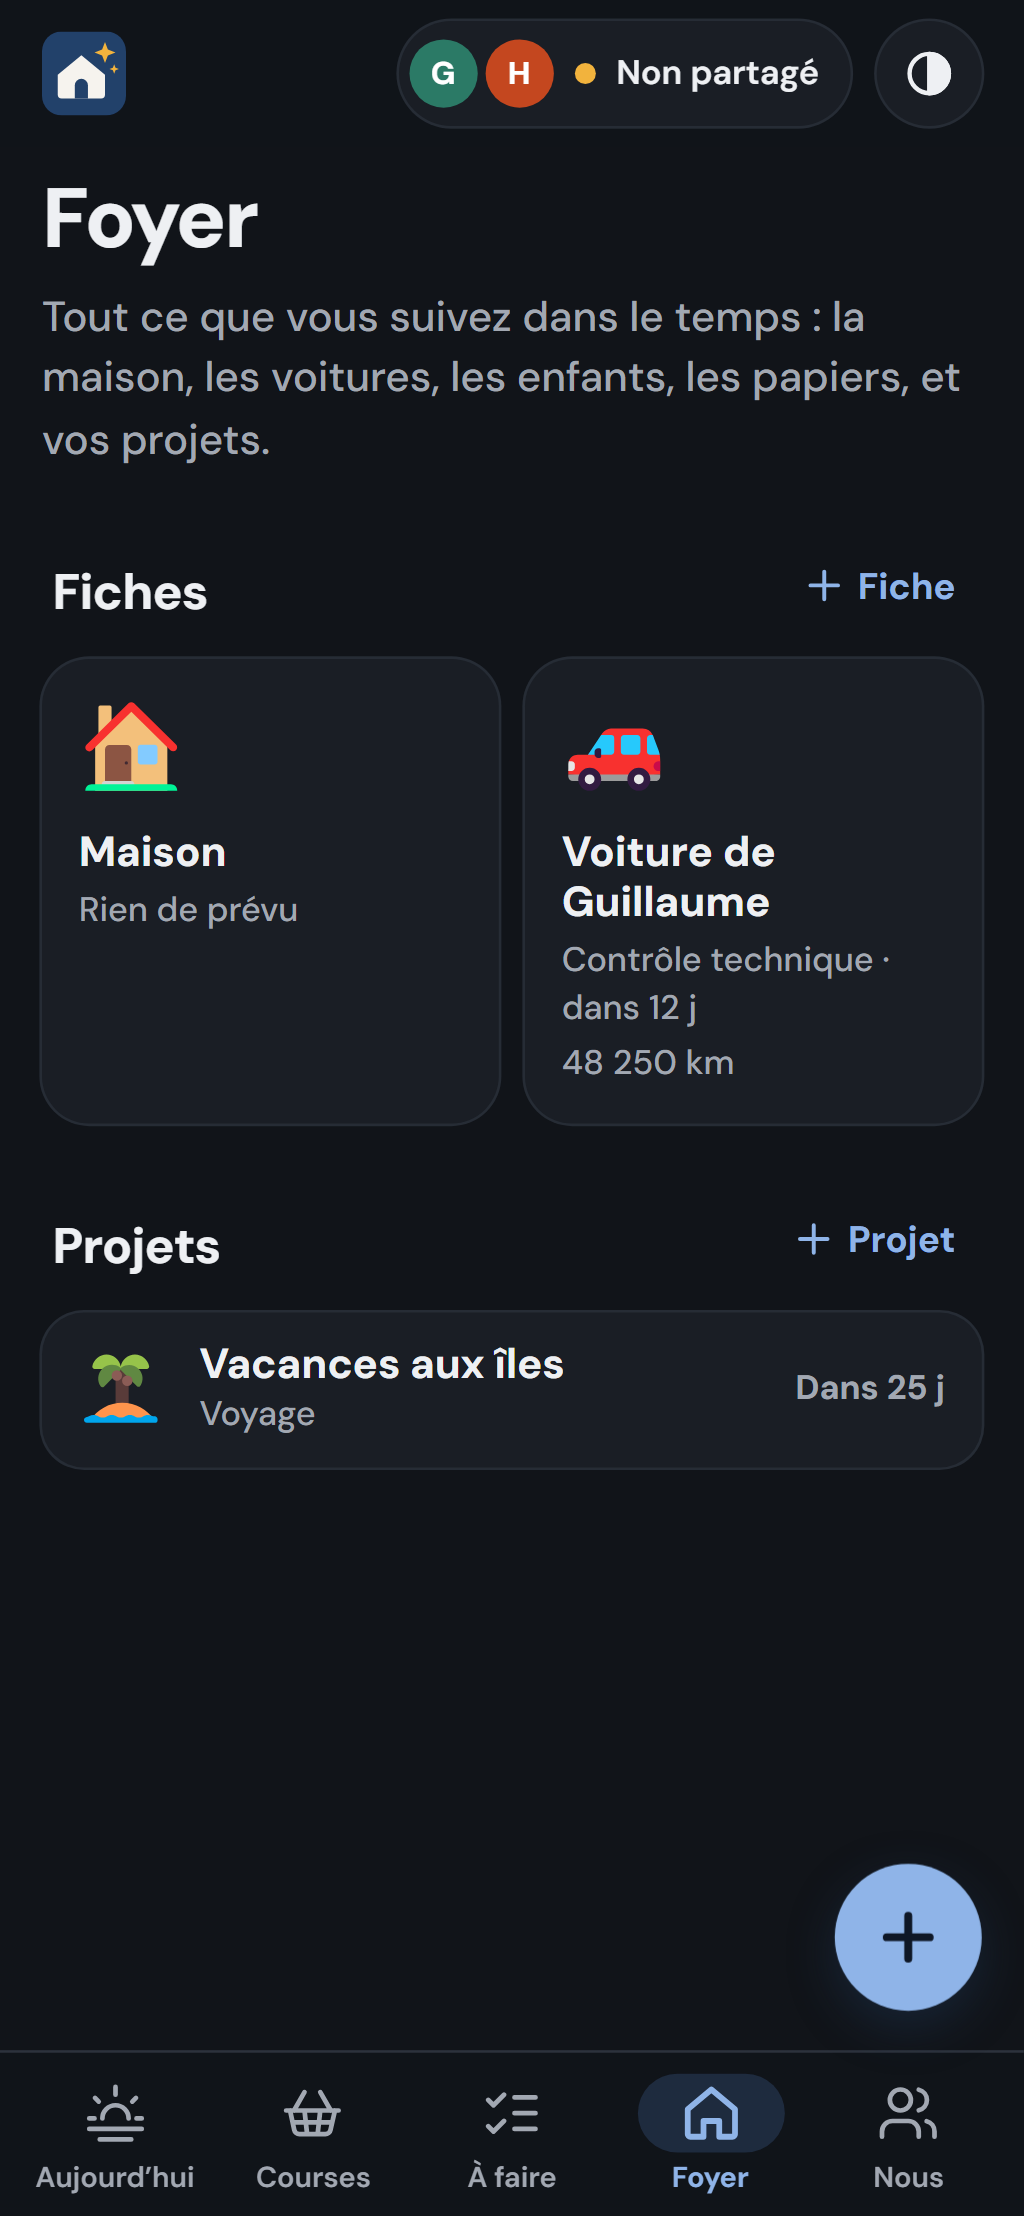 G H Non partagé
Foyer
Tout ce que vous suivez dans le temps : la
maison, les voitures, les enfants, les papiers, et
vos projets.
Fiches
+ Fiche
Maison
Rien de prévu
Voiture de
Guillaume
Contrôle technique ·
dans 12 j
48 250 km
Projets
+ Projet
Vacances aux îles
Voyage
Dans 25 j
Aujourd’hui
Courses
À faire
Foyer
Nous